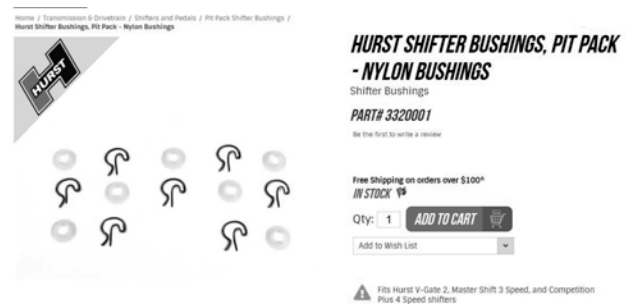 Home / Transmission & Drivetrain / Shifters and Pedals / Pit Pack Shifter Bushings /
Hurst Shifter Bushings, Pit Pack - Nylon Bushings
HURST
HURST SHIFTER BUSHINGS, PIT PACK
- NYLON BUSHINGS
Shifter Bushings
PART# 3320001
Be the first to write a review
Free Shipping on orders over $100*
IN STOCK
Qty: 1 ADD TO CART
Add to Wish List
Fits Hurst V-Gate 2, Master Shift 3 Speed, and Competition
Plus 4 Speed shifters